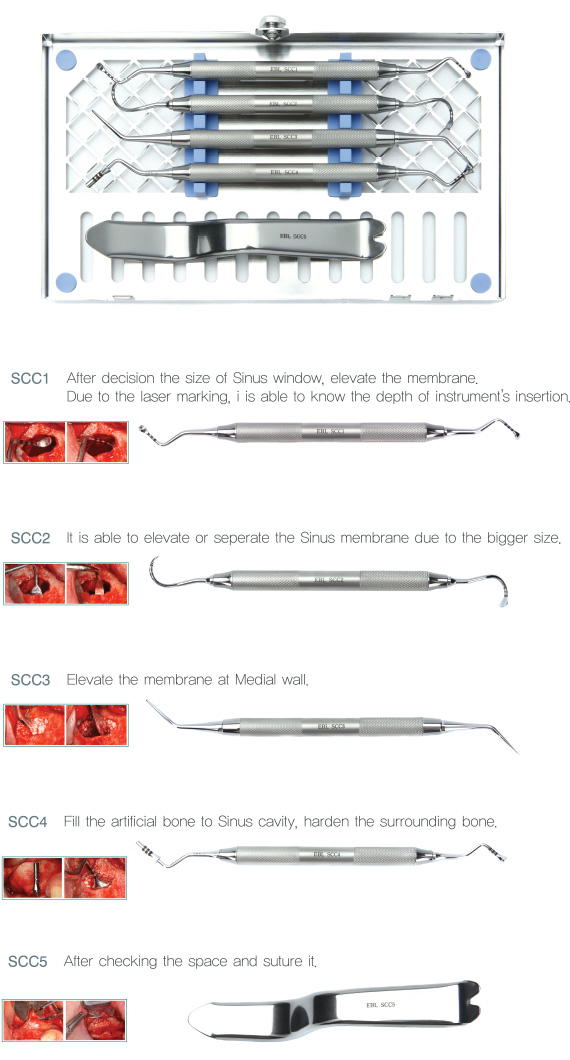 EBL SCC1
EBL SCC2
EBL SCC3
EBL SCC4
EBL SCC5
SCC1 After decision the size of Sinus window, elevate the membrane.
Due to the laser marking, i is able to know the depth of instrument's insertion.
EBL SCC1
SCC2 It is able to elevate or seperate the Sinus membrane due to the bigger size.
EBL SCC2
SCC3 Elevate the membrane at Medial wall.
EBL SCC3
SCC4 Fill the artificial bone to Sinus cavity, harden the surrounding bone.
EBL SCC4
SCC5 After checking the space and suture it.
EBL SCC5